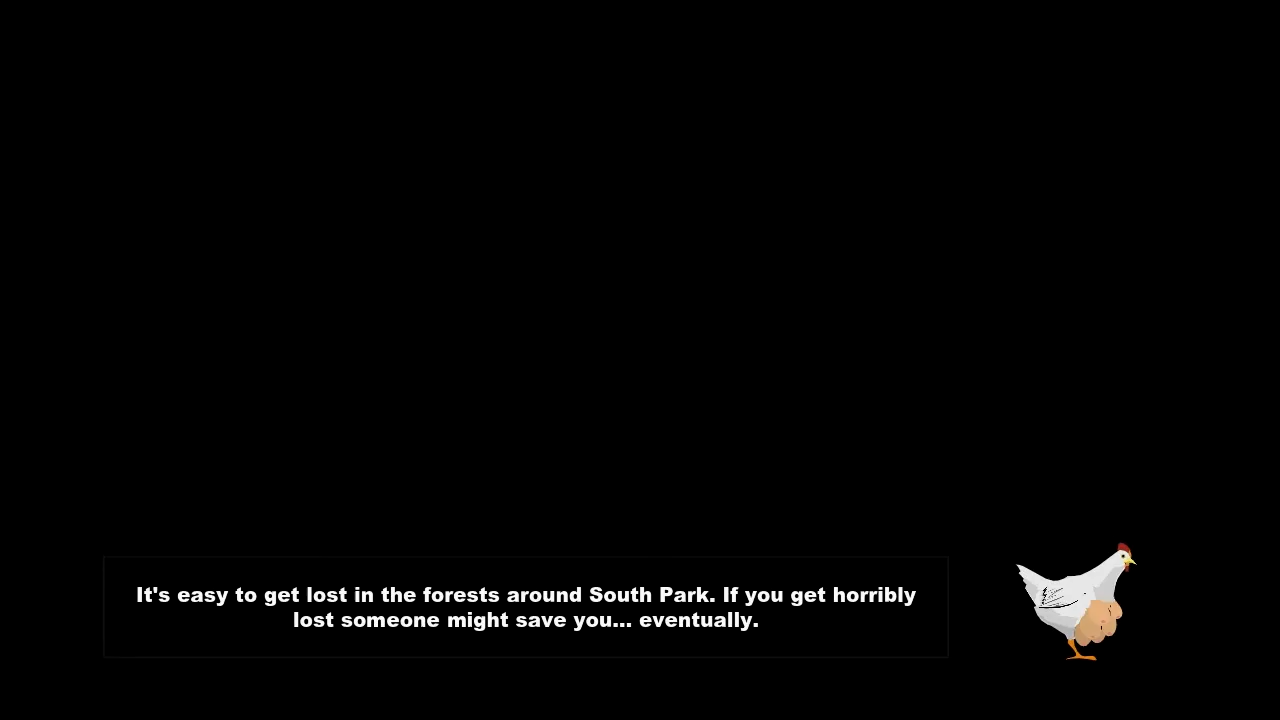 It's easy to get lost in the forests around South Park. If you get horribly
lost someone might save you... eventually.